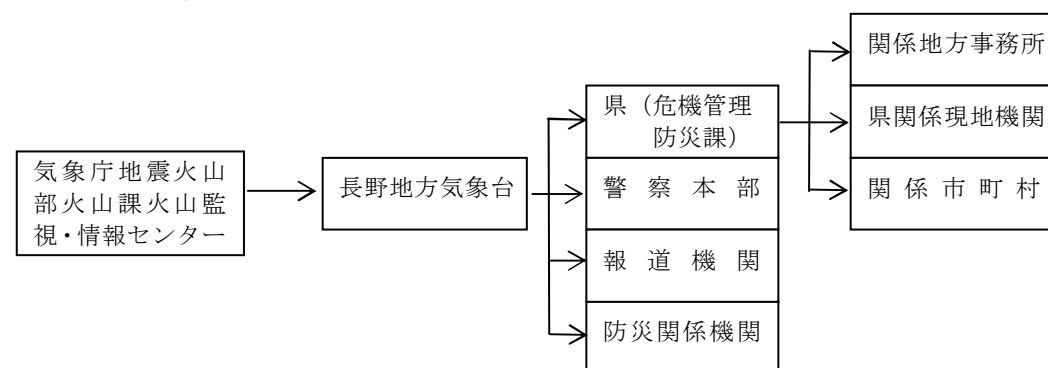 気象庁地震火山
部火山課火山監
視・情報センター
長野地方気象台
県（危機管理
防災課）
警察本部
報道機関
防災関係機関
関係地方事務所
県関係現地機関
関係市町村